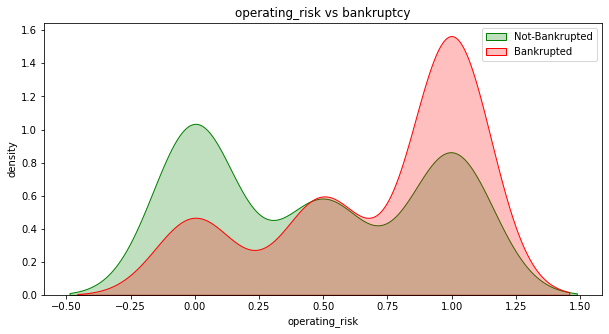 operating_risk vs bankruptcy
Not-Bankrupted
Bankrupted
density
1.6
1.4
1.2
1.0
0.8
0.6
0.4
0.2
0.0
−0.50 −0.25 0.00 0.25 0.50 0.75 1.00 1.25 1.50
operating_risk